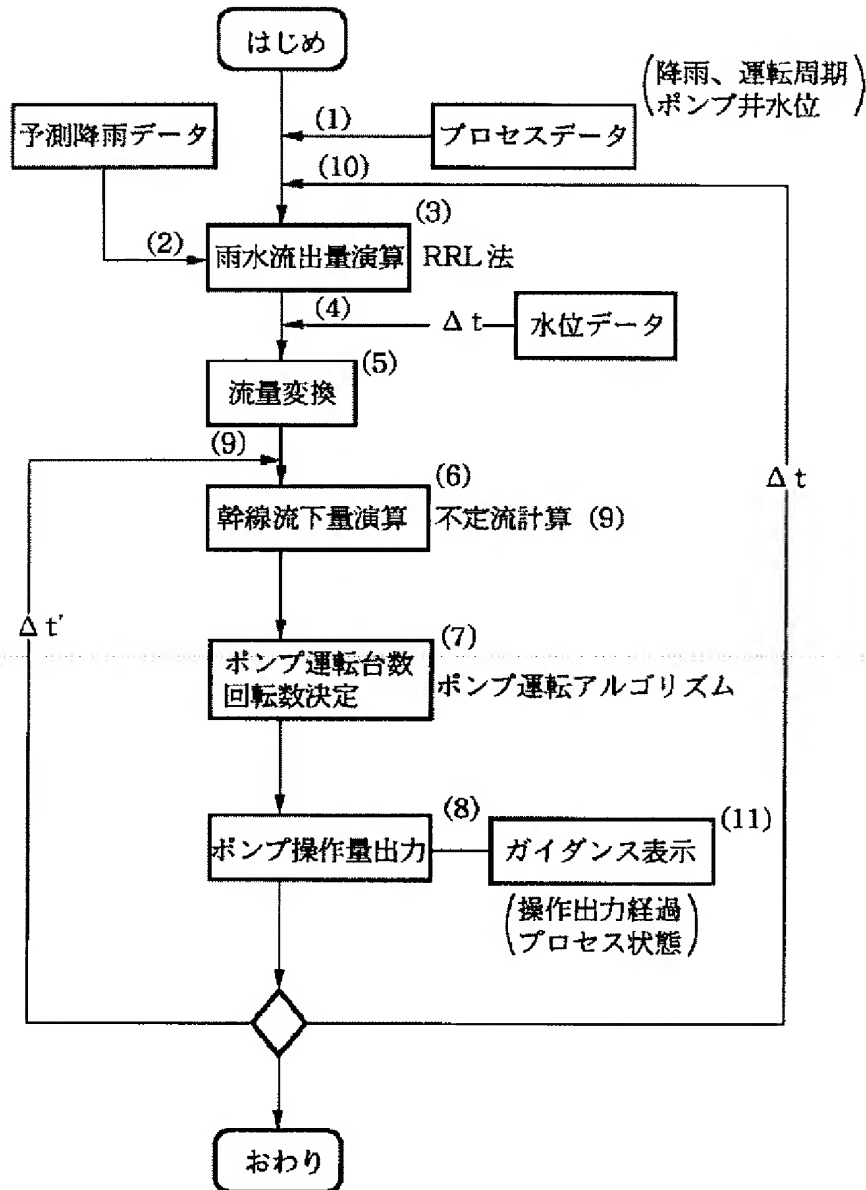 はじめ
(降雨、運転周期
ポンプ井水位)
(1)
予測降雨データ
プロセスデータ
(10)
(3)
(2)
雨水流出量演算
RRL法
(4)
Δt
水位データ
(5)
流量変換
(9)
Δt
(6)
幹線流下量演算
不定流計算 (9)
Δt'
(7)
ポンプ運転台数
回転数決定
ポンプ運転アルゴリズム
(8)
(11)
ポンプ操作量出力
ガイダンス表示
(操作出力経過
プロセス状態)
おわり